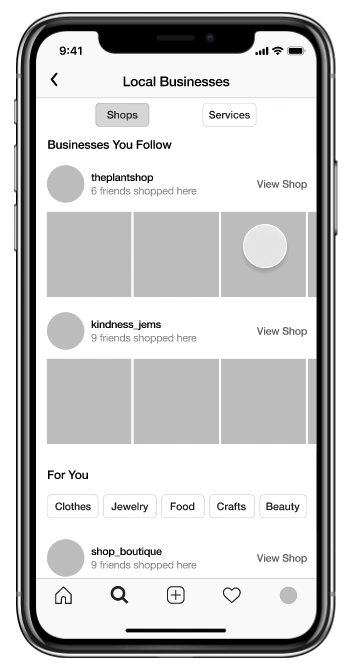 9:41
Local Businesses
Shops
Services
Businesses You Follow
theplantshop
6 friends shopped here
View Shop
kindness_jems
9 friends shopped here
View Shop
For You
Clothes
Jewelry
Food
Crafts
Beauty
shop_boutique
9 friends shopped here
View Shop